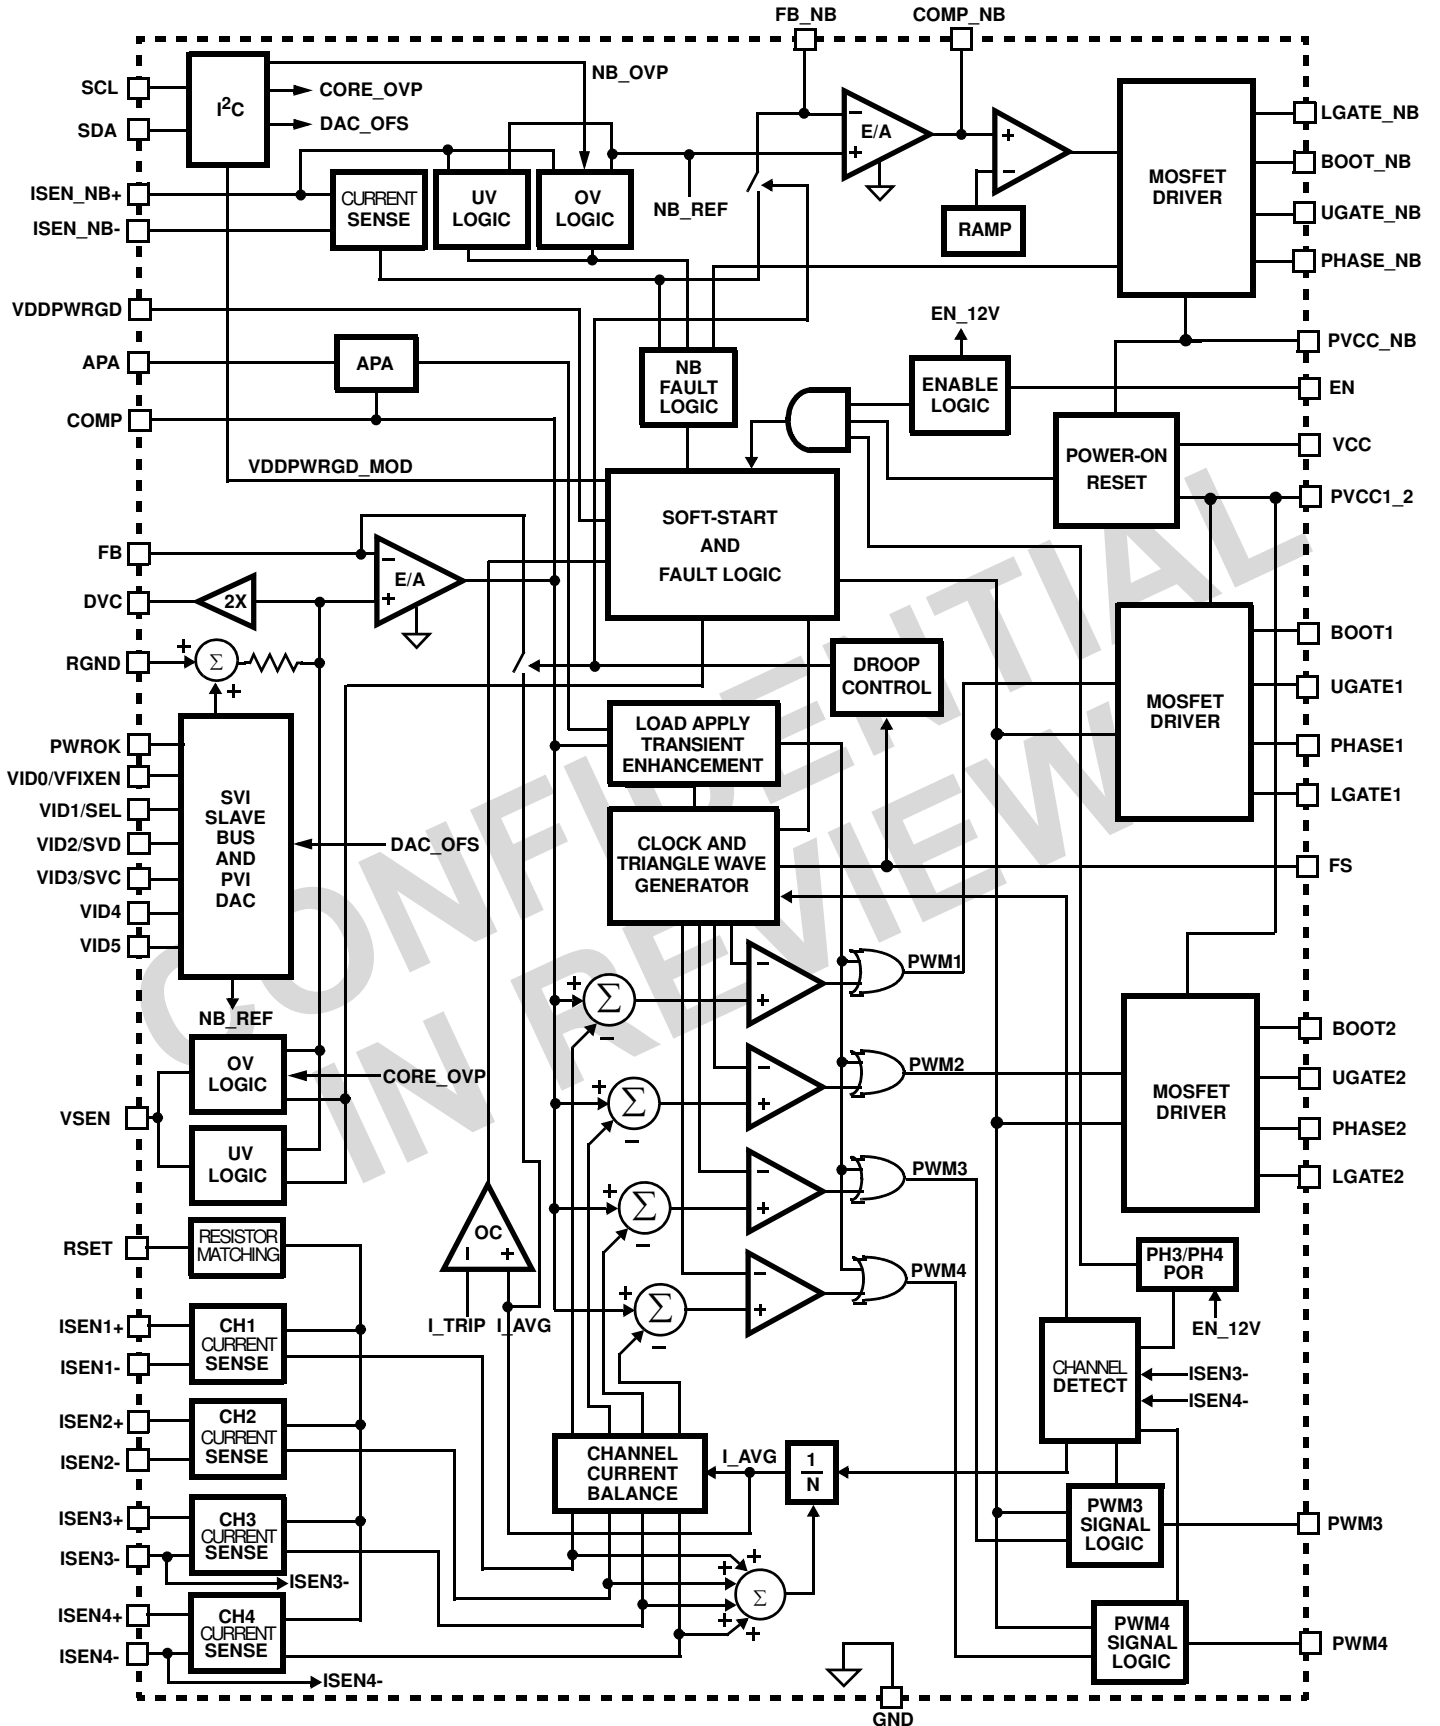 FB_NB
COMP_NB
SCL
SDA
I2C
CORE_OVP
DAC_OFS
NB_OVP
E/A
−
+
+
−
RAMP
MOSFET
DRIVER
LGATE_NB
BOOT_NB
UGATE_NB
PHASE_NB
ISEN_NB+
ISEN_NB-
CURRENT
SENSE
UV
LOGIC
OV
LOGIC
NB_REF
VDDPWRGD
APA
APA
COMP
NB
FAULT
LOGIC
EN_12V
ENABLE
LOGIC
PVCC_NB
EN
VCC
PVCC1_2
POWER-ON
RESET
VDDPWRGD_MOD
SOFT-START
AND
FAULT LOGIC
FB
DVC
2X
E/A
−
+
RGND
+
Σ
+
DROOP
CONTROL
MOSFET
DRIVER
BOOT1
UGATE1
PHASE1
LGATE1
LOAD APPLY
TRANSIENT
ENHANCEMENT
PWROK
VID0/VFIXEN
VID1/SEL
VID2/SVD
VID3/SVC
VID4
VID5
SVI
SLAVE
BUS
AND
PVI
DAC
DAC_OFS
CLOCK AND
TRIANGLE WAVE
GENERATOR
FS
CONFIDENTIAL
IN REVIEW
NB_REF
OV
LOGIC
CORE_OVP
VSEN
UV
LOGIC
+
Σ
−
−
+
PWM1
+
Σ
−
−
+
PWM2
+
Σ
−
−
+
PWM3
+
Σ
−
−
+
PWM4
MOSFET
DRIVER
BOOT2
UGATE2
PHASE2
LGATE2
RSET
RESISTOR
MATCHING
OC
−
+
I_TRIP
I_AVG
PH3/PH4
POR
EN_12V
ISEN1+
ISEN1-
CH1
CURRENT
SENSE
CHANNEL
DETECT
ISEN3-
ISEN4-
ISEN2+
ISEN2-
CH2
CURRENT
SENSE
CHANNEL
CURRENT
BALANCE
I_AVG
1
N
ISEN3+
ISEN3-
CH3
CURRENT
SENSE
ISEN3-
PWM3
SIGNAL
LOGIC
PWM3
+
+
+
+
Σ
ISEN4+
ISEN4-
CH4
CURRENT
SENSE
ISEN4-
PWM4
SIGNAL
LOGIC
PWM4
GND